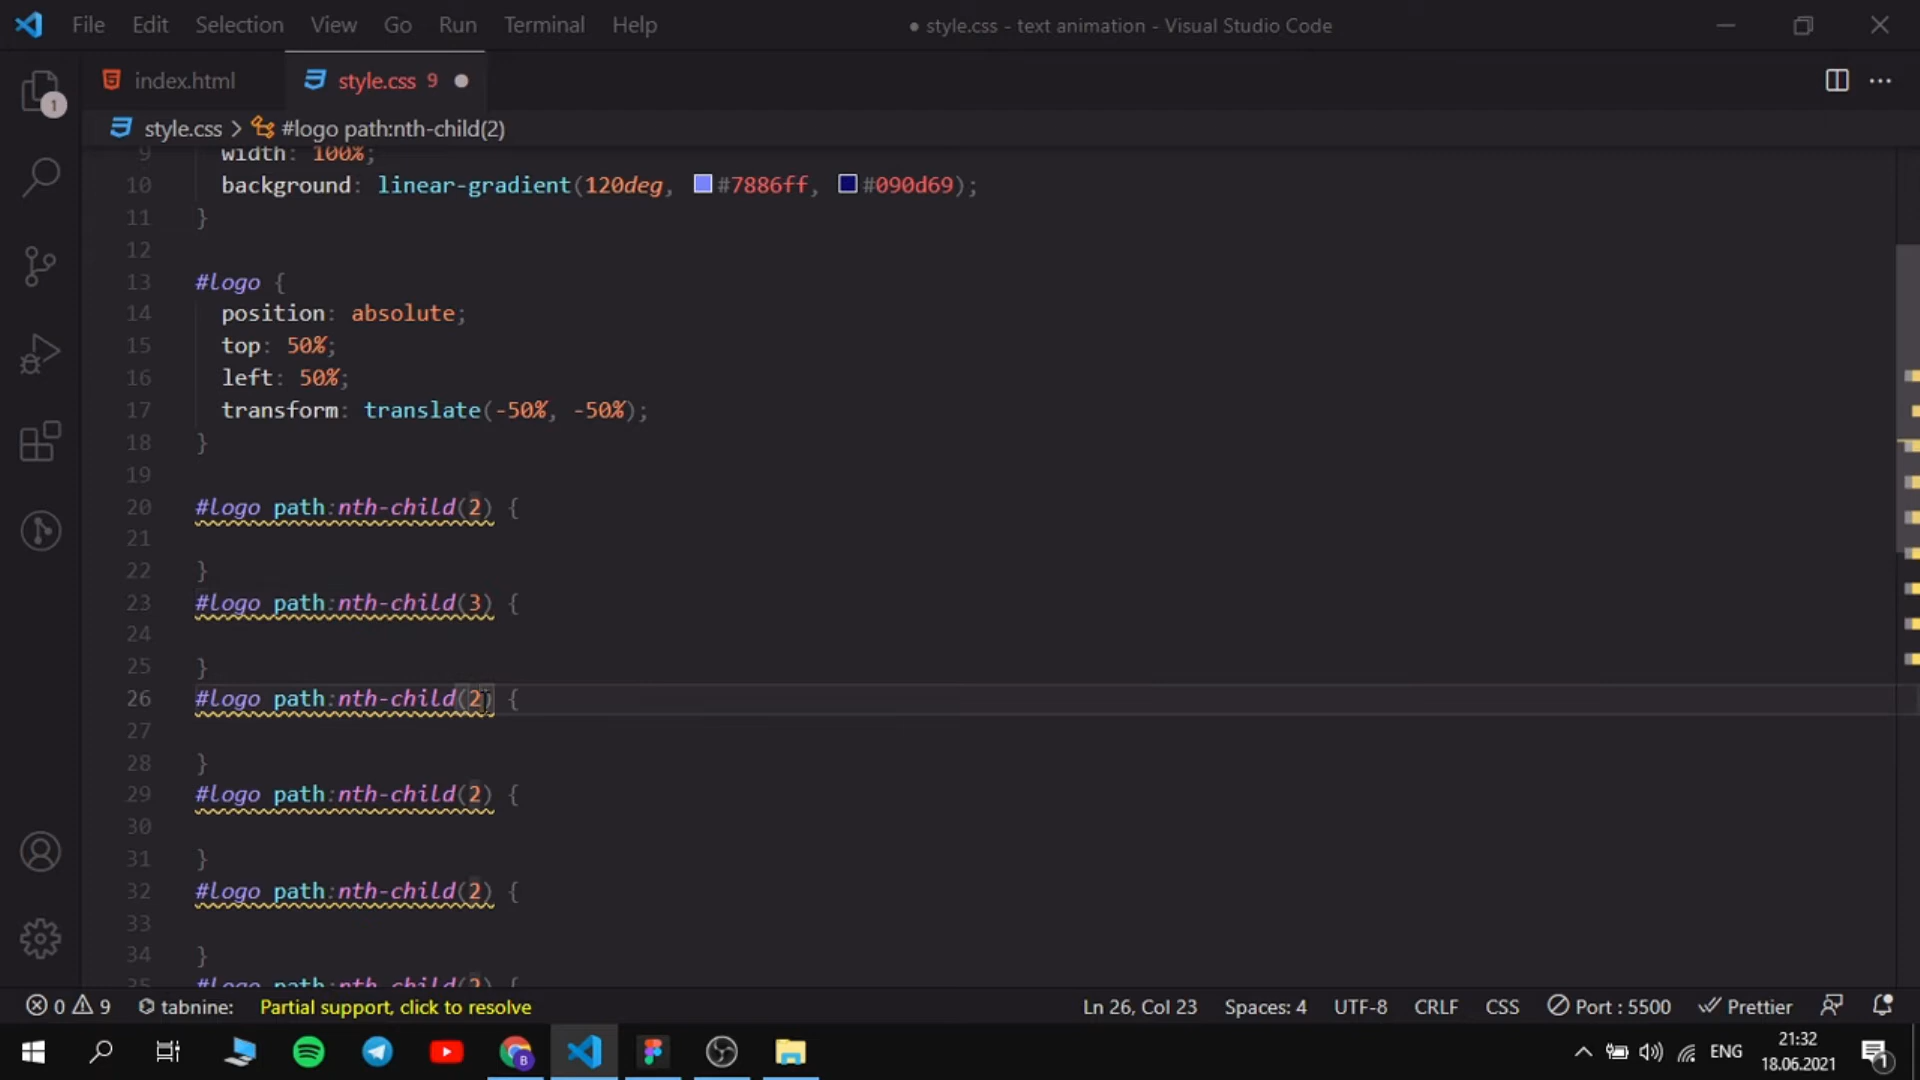 File Edit Selection View Go Run Terminal Help ● style.css - text animation - Visual Studio Code
index.html style.css 9 ●
1
style.css > #logo path:nth-child(2)
9 width: 100%;
10 background: linear-gradient(120deg, #7886ff, #090d69);
11 }
12
13 #logo {
14 position: absolute;
15 top: 50%;
16 left: 50%;
17 transform: translate(-50%, -50%);
18 }
19
20 #logo path:nth-child(2) {
21
22 }
23 #logo path:nth-child(3) {
24
25 }
26 #logo path:nth-child(2) {
27
28 }
29 #logo path:nth-child(2) {
30
31 }
32 #logo path:nth-child(2) {
33
34 }
35 #logo path:nth-child(2) {
0 9 tabnine: Partial support, click to resolve Ln 26, Col 23 Spaces: 4 UTF-8 CRLF CSS Port : 5500 Prettier
B ENG 21:32
18.06.2021 1